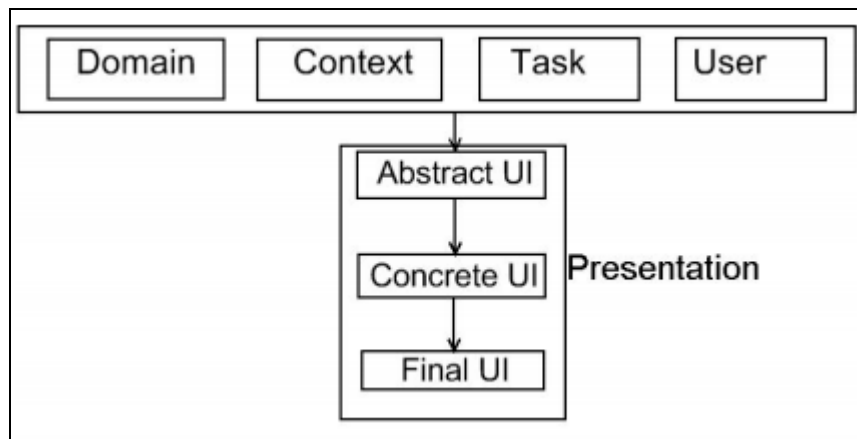 Domain
Context
Task
User
Abstract UI
Concrete UI
Presentation
Final UI